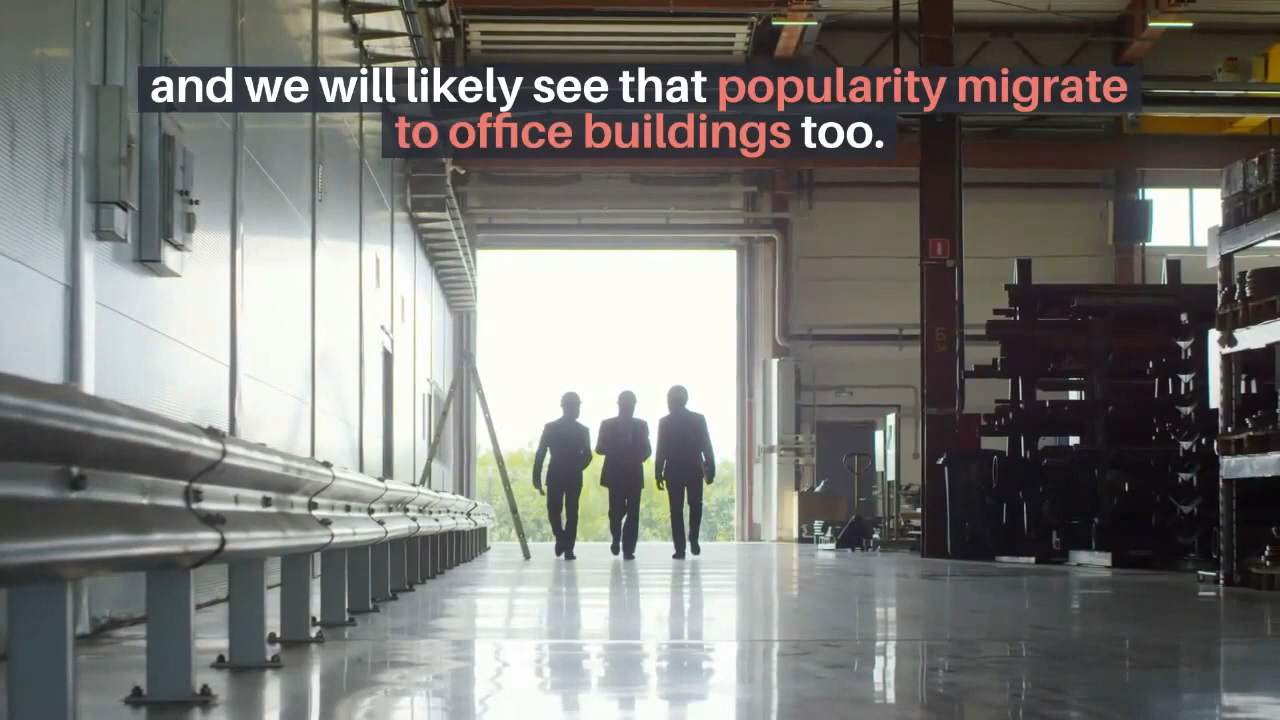 and we will likely see that popularity migrate
to office buildings too.